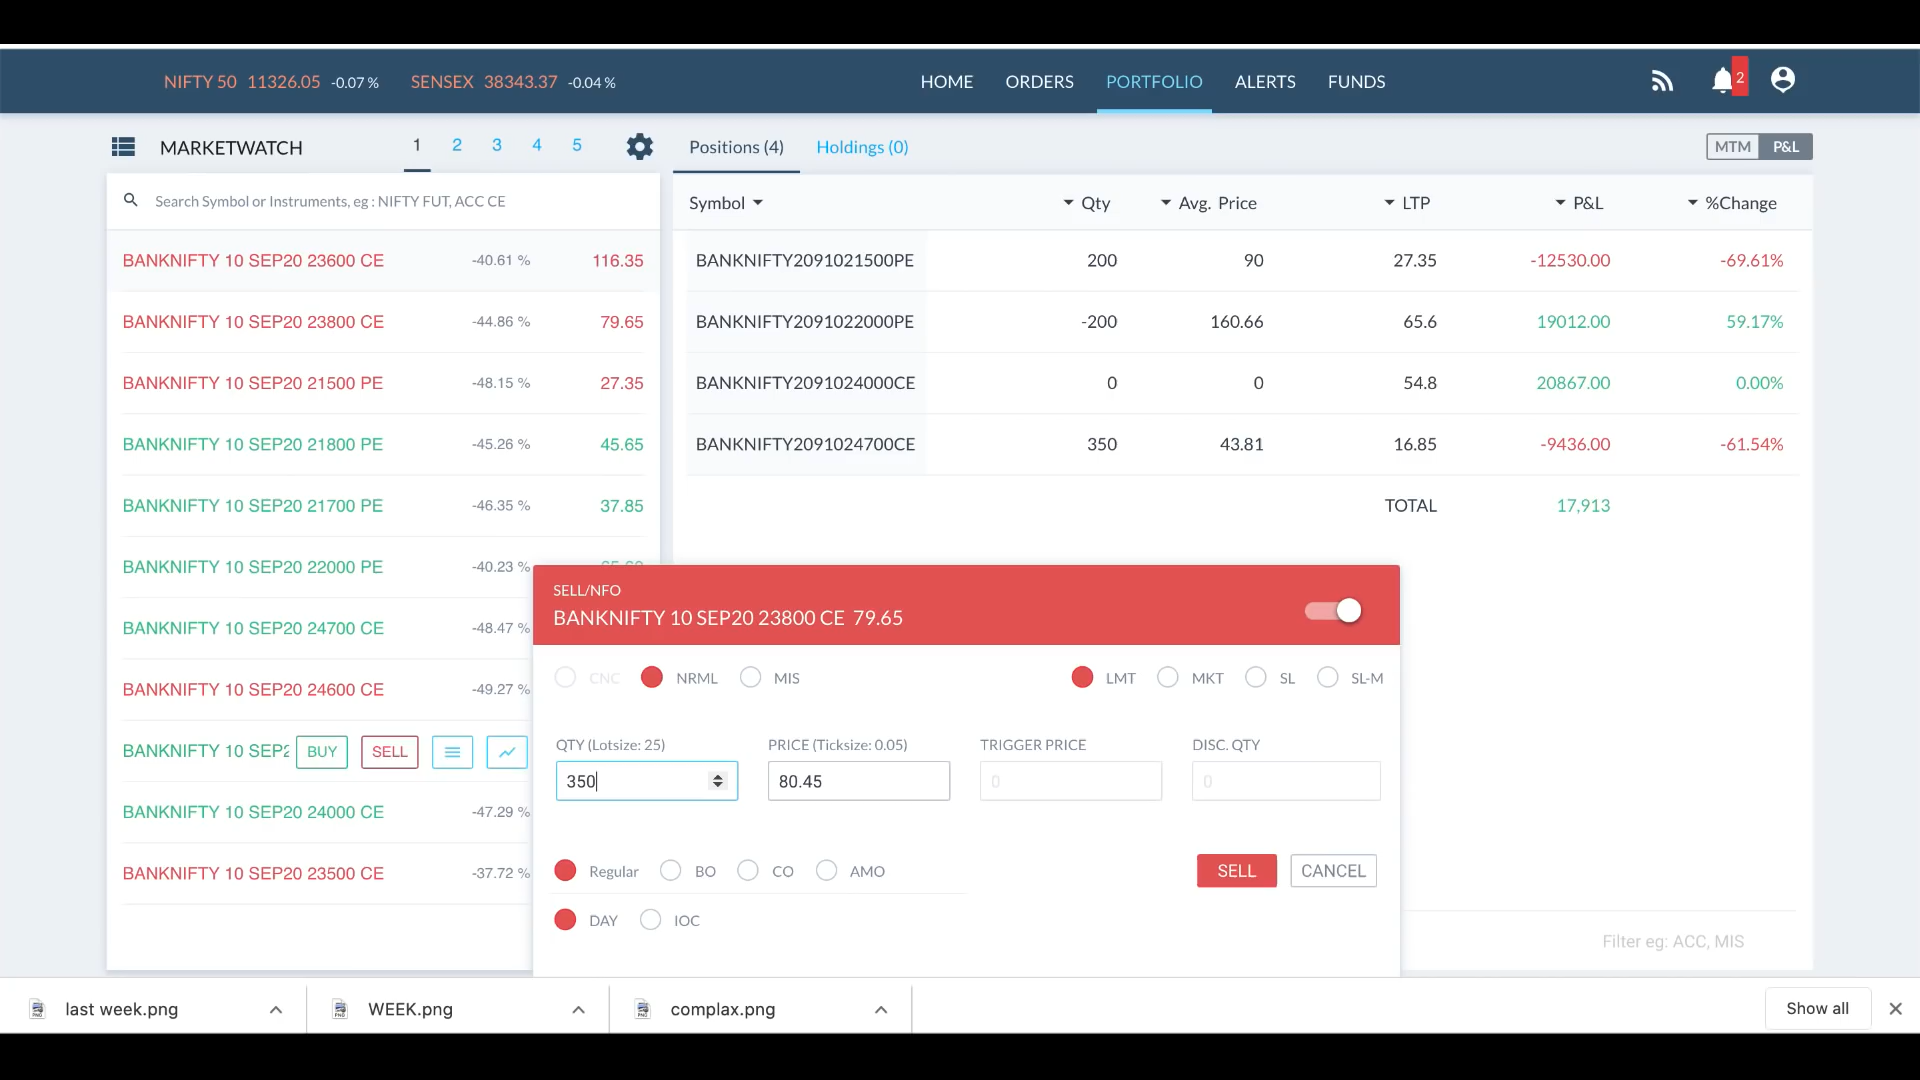 NIFTY 50 11326.05 -0.07 % SENSEX 38343.37 -0.04 % HOME ORDERS PORTFOLIO ALERTS FUNDS 2
MARKETWATCH 1 2 3 4 5 Positions (4) Holdings (0) MTM P&L
Search Symbol or Instruments, eg : NIFTY FUT, ACC CE
BANKNIFTY 10 SEP20 23600 CE -40.61 % 116.35
BANKNIFTY 10 SEP20 23800 CE -44.86 % 79.65
BANKNIFTY 10 SEP20 21500 PE -48.15 % 27.35
BANKNIFTY 10 SEP20 21800 PE -45.26 % 45.65
BANKNIFTY 10 SEP20 21700 PE -46.35 % 37.85
BANKNIFTY 10 SEP20 22000 PE -40.23 %
BANKNIFTY 10 SEP20 24700 CE -48.47 %
BANKNIFTY 10 SEP20 24600 CE -49.27 %
BANKNIFTY 10 SEP2 BUY SELL
BANKNIFTY 10 SEP20 24000 CE -47.29 %
BANKNIFTY 10 SEP20 23500 CE -37.72 %
Symbol Qty Avg. Price LTP P&L %Change
BANKNIFTY2091021500PE 200 90 27.35 -12530.00 -69.61%
BANKNIFTY2091022000PE -200 160.66 65.6 19012.00 59.17%
BANKNIFTY2091024000CE 0 0 54.8 20867.00 0.00%
BANKNIFTY2091024700CE 350 43.81 16.85 -9436.00 -61.54%
TOTAL 17,913
SELL/NFO
BANKNIFTY 10 SEP20 23800 CE 79.65
CNC NRML MIS LMT MKT SL SL-M
QTY (Lotsize: 25) PRICE (Ticksize: 0.05) TRIGGER PRICE DISC. QTY
350 80.45 0 0
Regular BO CO AMO SELL CANCEL
DAY IOC
Filter eg: ACC, MIS
last week.png WEEK.png complax.png Show all